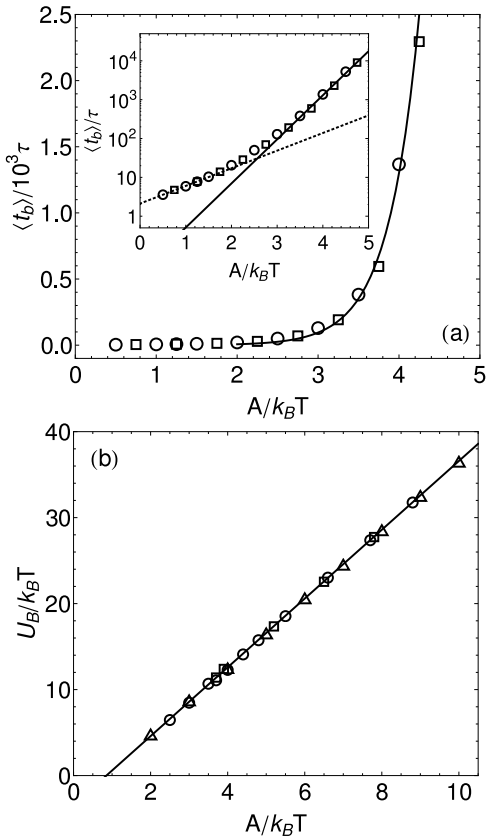 2.5
2.0
1.5
1.0
0.5
0.0
⟨t_b⟩/10³τ
10⁴
10³
10²
10
1
⟨t_b⟩/τ
0 1 2 3 4 5
A/k_BT
(a)
0 1 2 3 4 5
A/k_BT
(b)
40
30
20
10
0
U_B/k_BT
0 2 4 6 8 10
A/k_BT